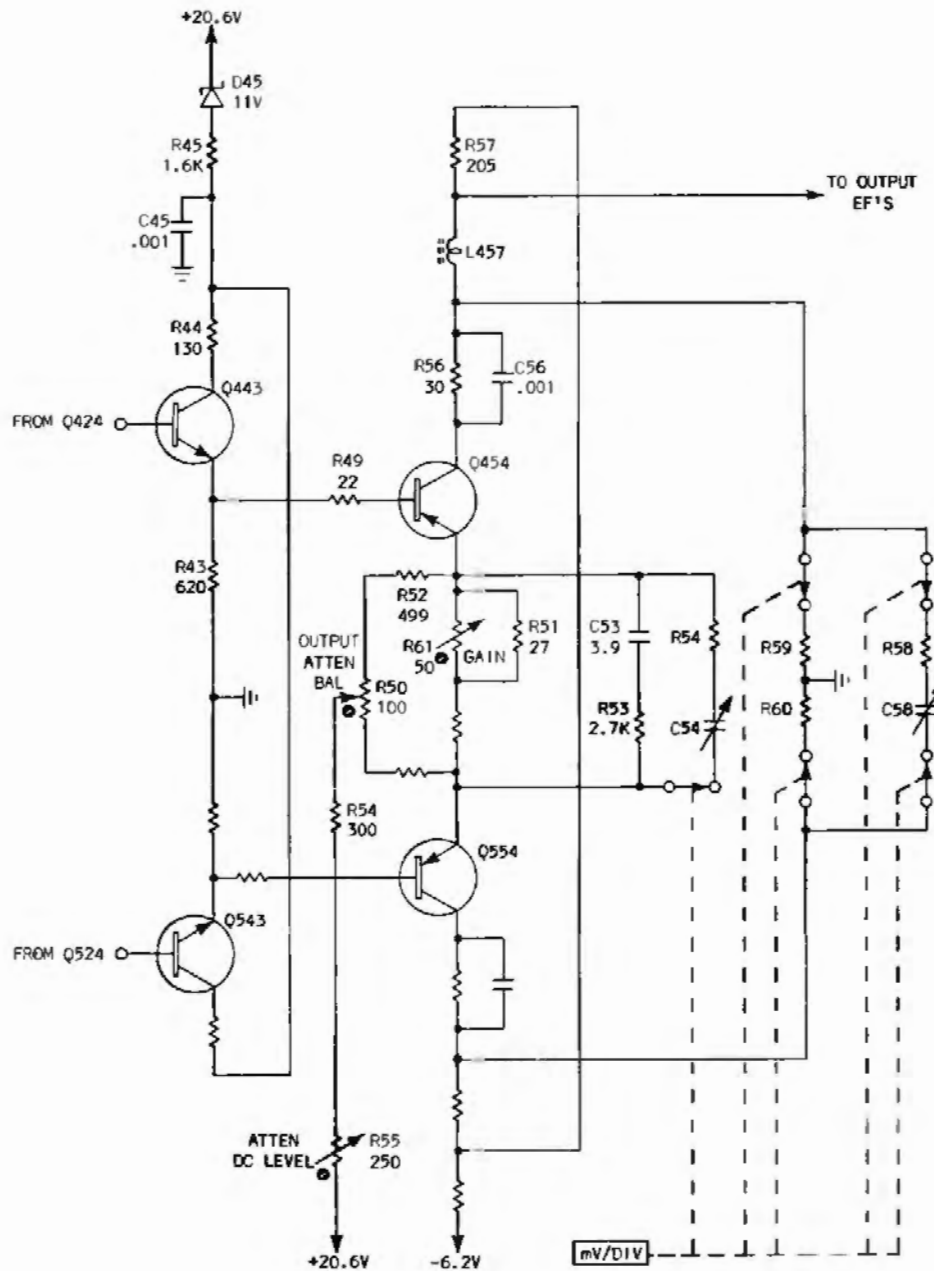 +20.6V
D45
11V
R45
1.6K
C45
.001
R44
130
Q443
FROM Q424
R57
205
TO OUTPUT
EF'S
L457
R56
30
C56
.001
Q454
R49
22
R43
620
R52
499
OUTPUT
ATTEN
BAL
R50
100
R61
50
GAIN
R51
27
C53
3.9
R54
R53
2.7K
C54
R59
R60
R58
C58
R54
300
Q554
Q543
FROM Q524
ATTEN
DC LEVEL
R55
250
+20.6V
-6.2V
mV/DIV